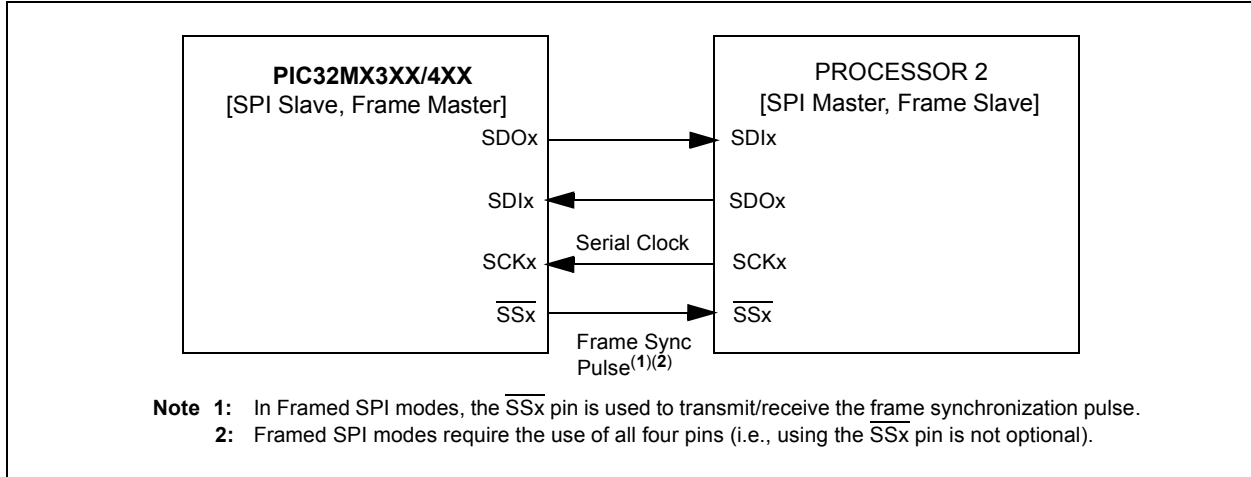 PIC32MX3XX/4XX
[SPI Slave, Frame Master]
PROCESSOR 2
[SPI Master, Frame Slave]
SDOx
SDIx
SDIx
SDOx
Serial Clock
SCKx
SCKx
SSx
SSx
Frame Sync
Pulse(1)(2)
Note 1: In Framed SPI modes, the SSx pin is used to transmit/receive the frame synchronization pulse.
2: Framed SPI modes require the use of all four pins (i.e., using the SSx pin is not optional).